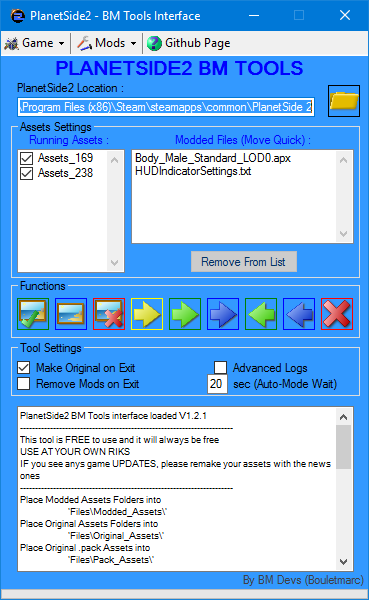 PlanetSide2 - BM Tools Interface
Game Mods Github Page
PLANETSIDE2 BM TOOLS
PlanetSide2 Location :
.Program Files (x86)\Steam\steamapps\common\PlanetSide 2
Assets Settings
Running Assets :
Assets_169
Assets_238
Modded Files (Move Quick) :
Body_Male_Standard_LOD0.apx
HUDIndicatorSettings.txt
Remove From List
Functions
Tool Settings
Make Original on Exit
Advanced Logs
Remove Mods on Exit
20 sec (Auto-Mode Wait)
PlanetSide2 BM Tools interface loaded V1.2.1
--------------------------------------------------------------
This tool is FREE to use and it will always be free
USE AT YOUR OWN RIKS
IF you see anys game UPDATES, please remake your assets with the news
ones
--------------------------------------------------------------
Place Modded Assets Folders into
'Files\Modded_Assets\'
Place Original Assets Folders into
'Files\Original_Assets\'
Place Original .pack Assets into
'Files\Pack_Assets\'
By BM Devs (Bouletmarc)